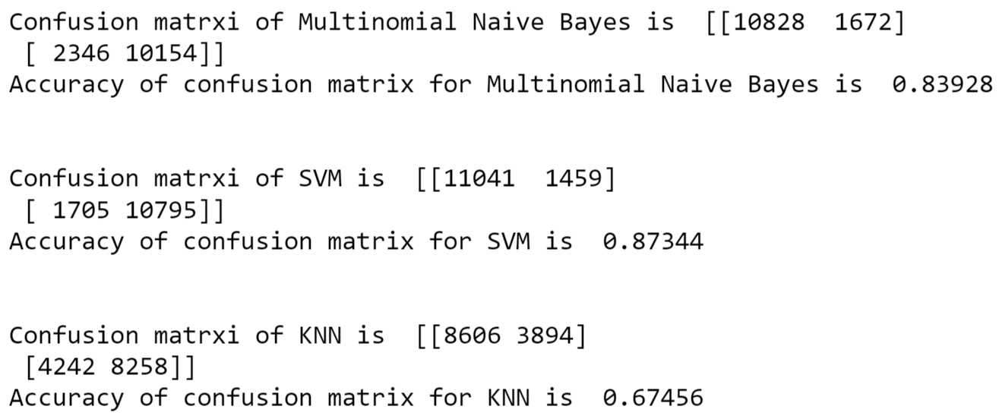 Confusion matrxi of Multinomial Naive Bayes is  [[10828  1672]
 [ 2346 10154]]
Accuracy of confusion matrix for Multinomial Naive Bayes is  0.83928
Confusion matrxi of SVM is  [[11041  1459]
 [ 1705 10795]]
Accuracy of confusion matrix for SVM is  0.87344
Confusion matrxi of KNN is  [[8606 3894]
 [4242 8258]]
Accuracy of confusion matrix for KNN is  0.67456